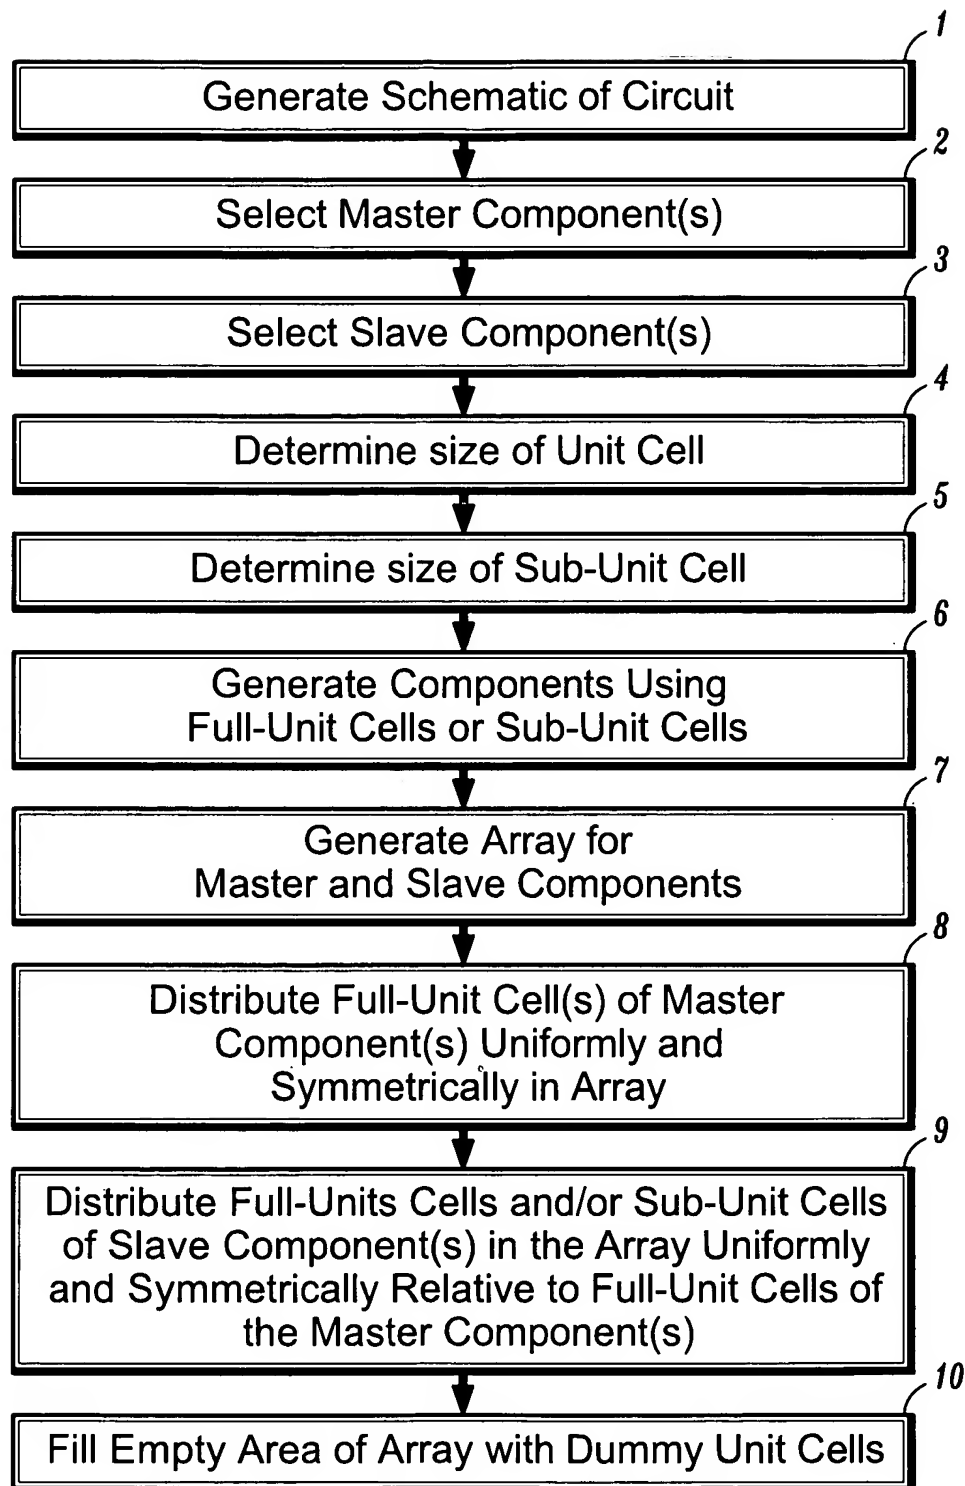 1
Generate Schematic of Circuit
2
Select Master Component(s)
3
Select Slave Component(s)
4
Determine size of Unit Cell
5
Determine size of Sub-Unit Cell
6
Generate Components Using
Full-Unit Cells or Sub-Unit Cells
7
Generate Array for
Master and Slave Components
8
Distribute Full-Unit Cell(s) of Master
Component(s) Uniformly and
Symmetrically in Array
9
Distribute Full-Units Cells and/or Sub-Unit Cells
of Slave Component(s) in the Array Uniformly
and Symmetrically Relative to Full-Unit Cells of
the Master Component(s)
10
Fill Empty Area of Array with Dummy Unit Cells